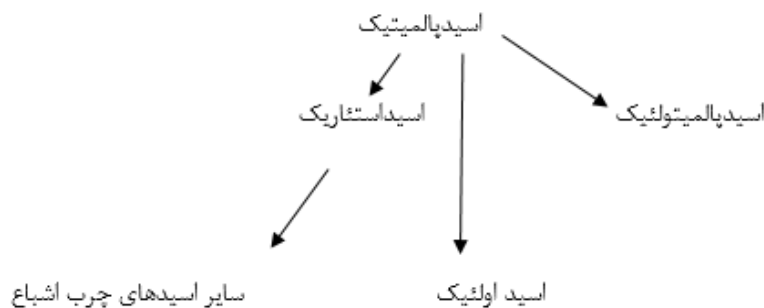 اسیدپالمیتیک
اسیدپالمیتولئیک
اسیداستئاریک
اسید اولئیک
سایر اسیدهای چرب اشباع